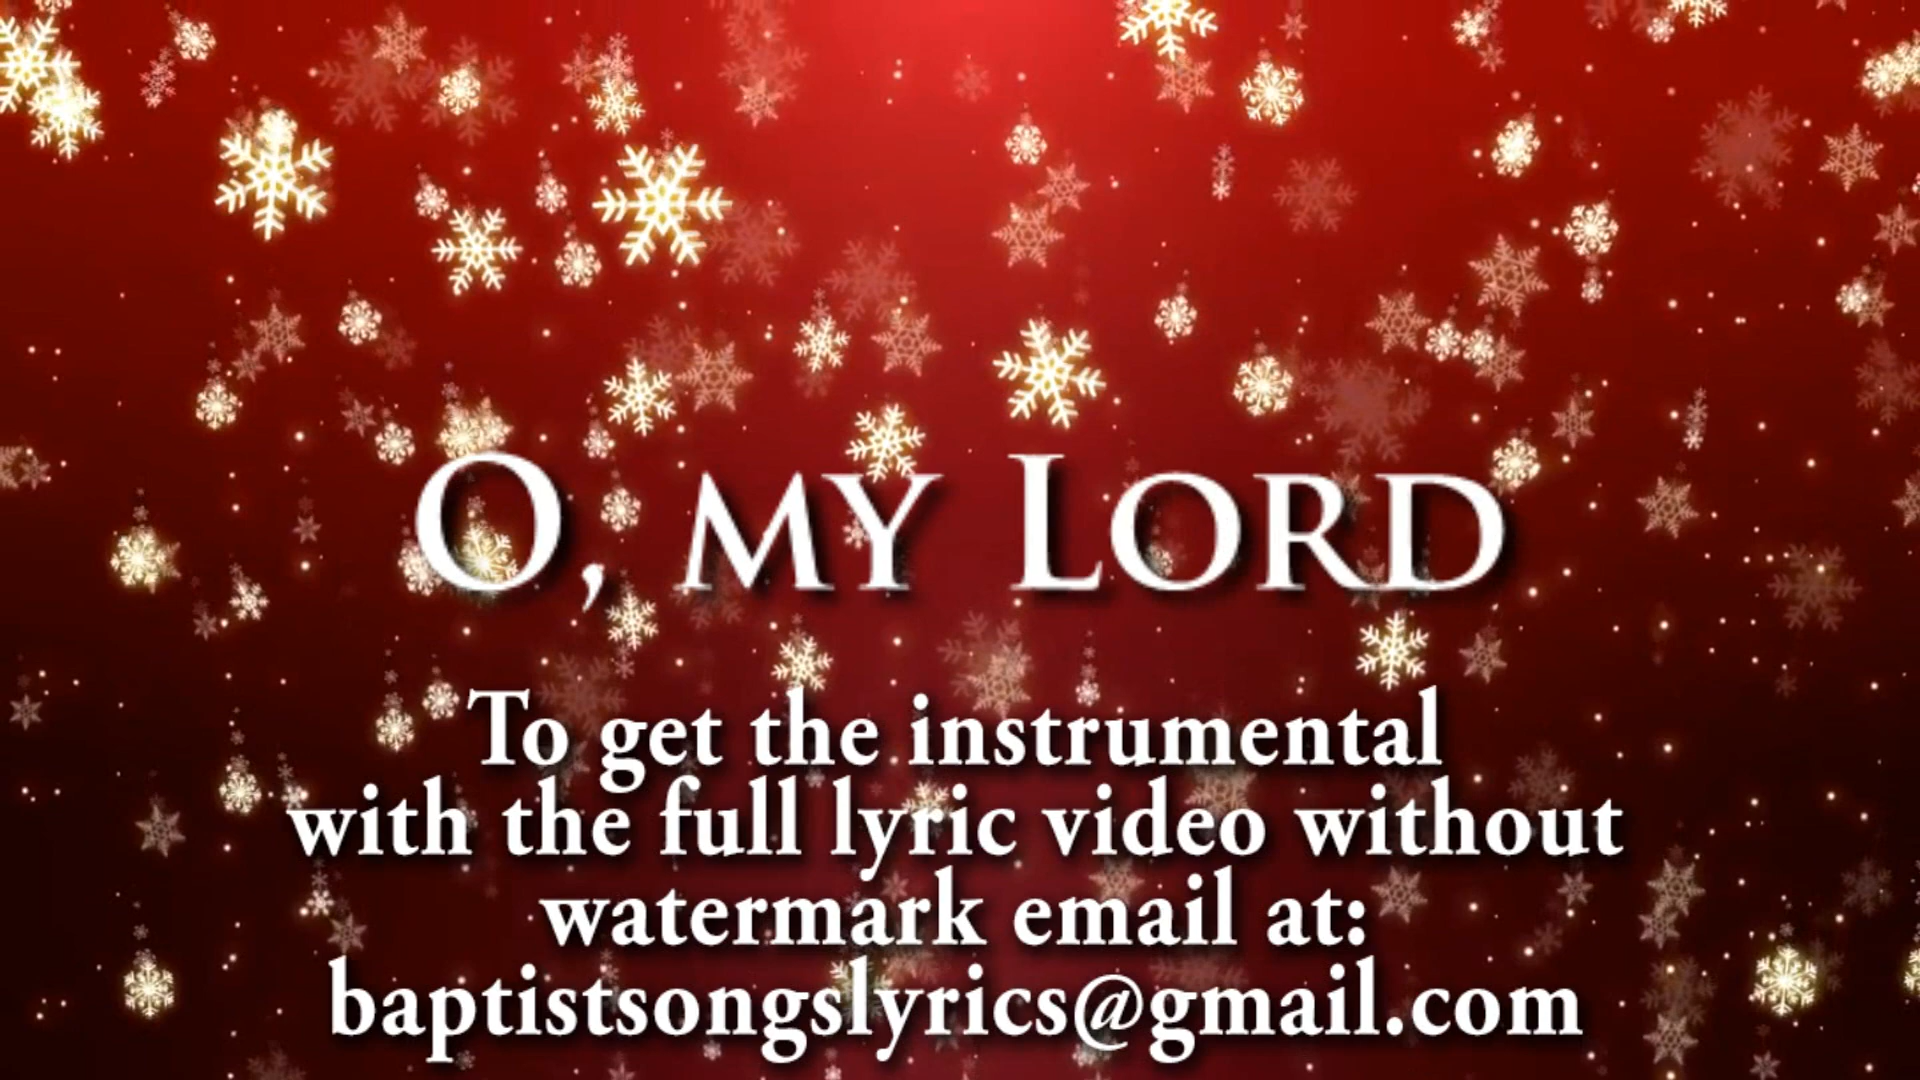 O, MY LORD
To get the instrumental
with the full lyric video without
watermark email at:
baptistsongslyrics@gmail.com